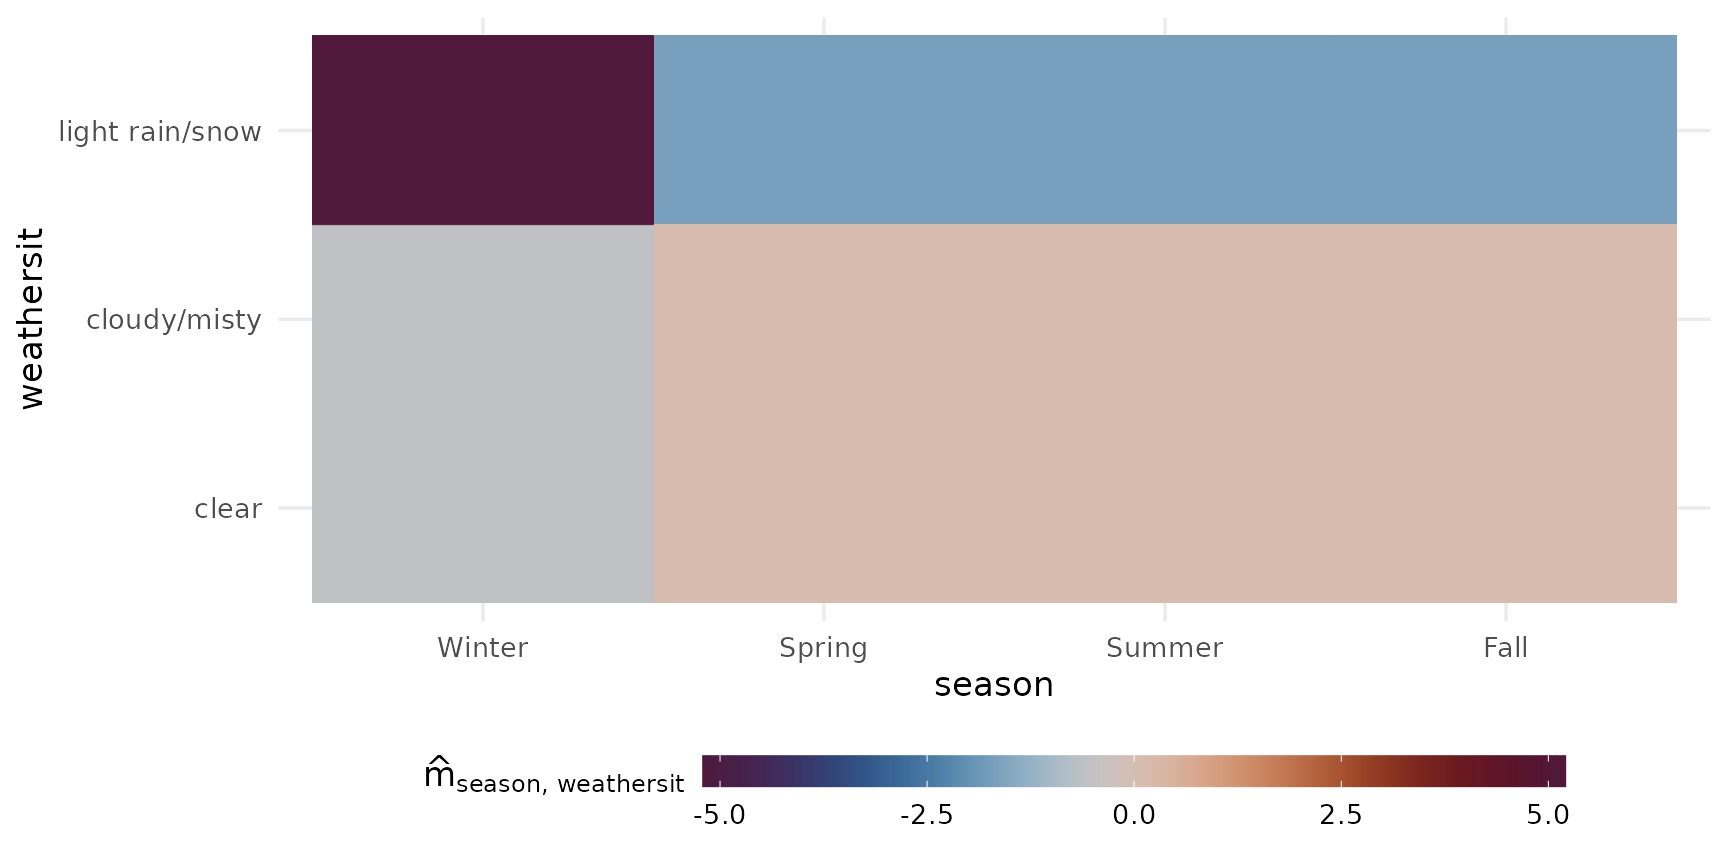 light rain/snow
cloudy/misty
clear
weathersit
Winter Spring Summer Fall
season
m̂season, weathersit
-5.0 -2.5 0.0 2.5 5.0